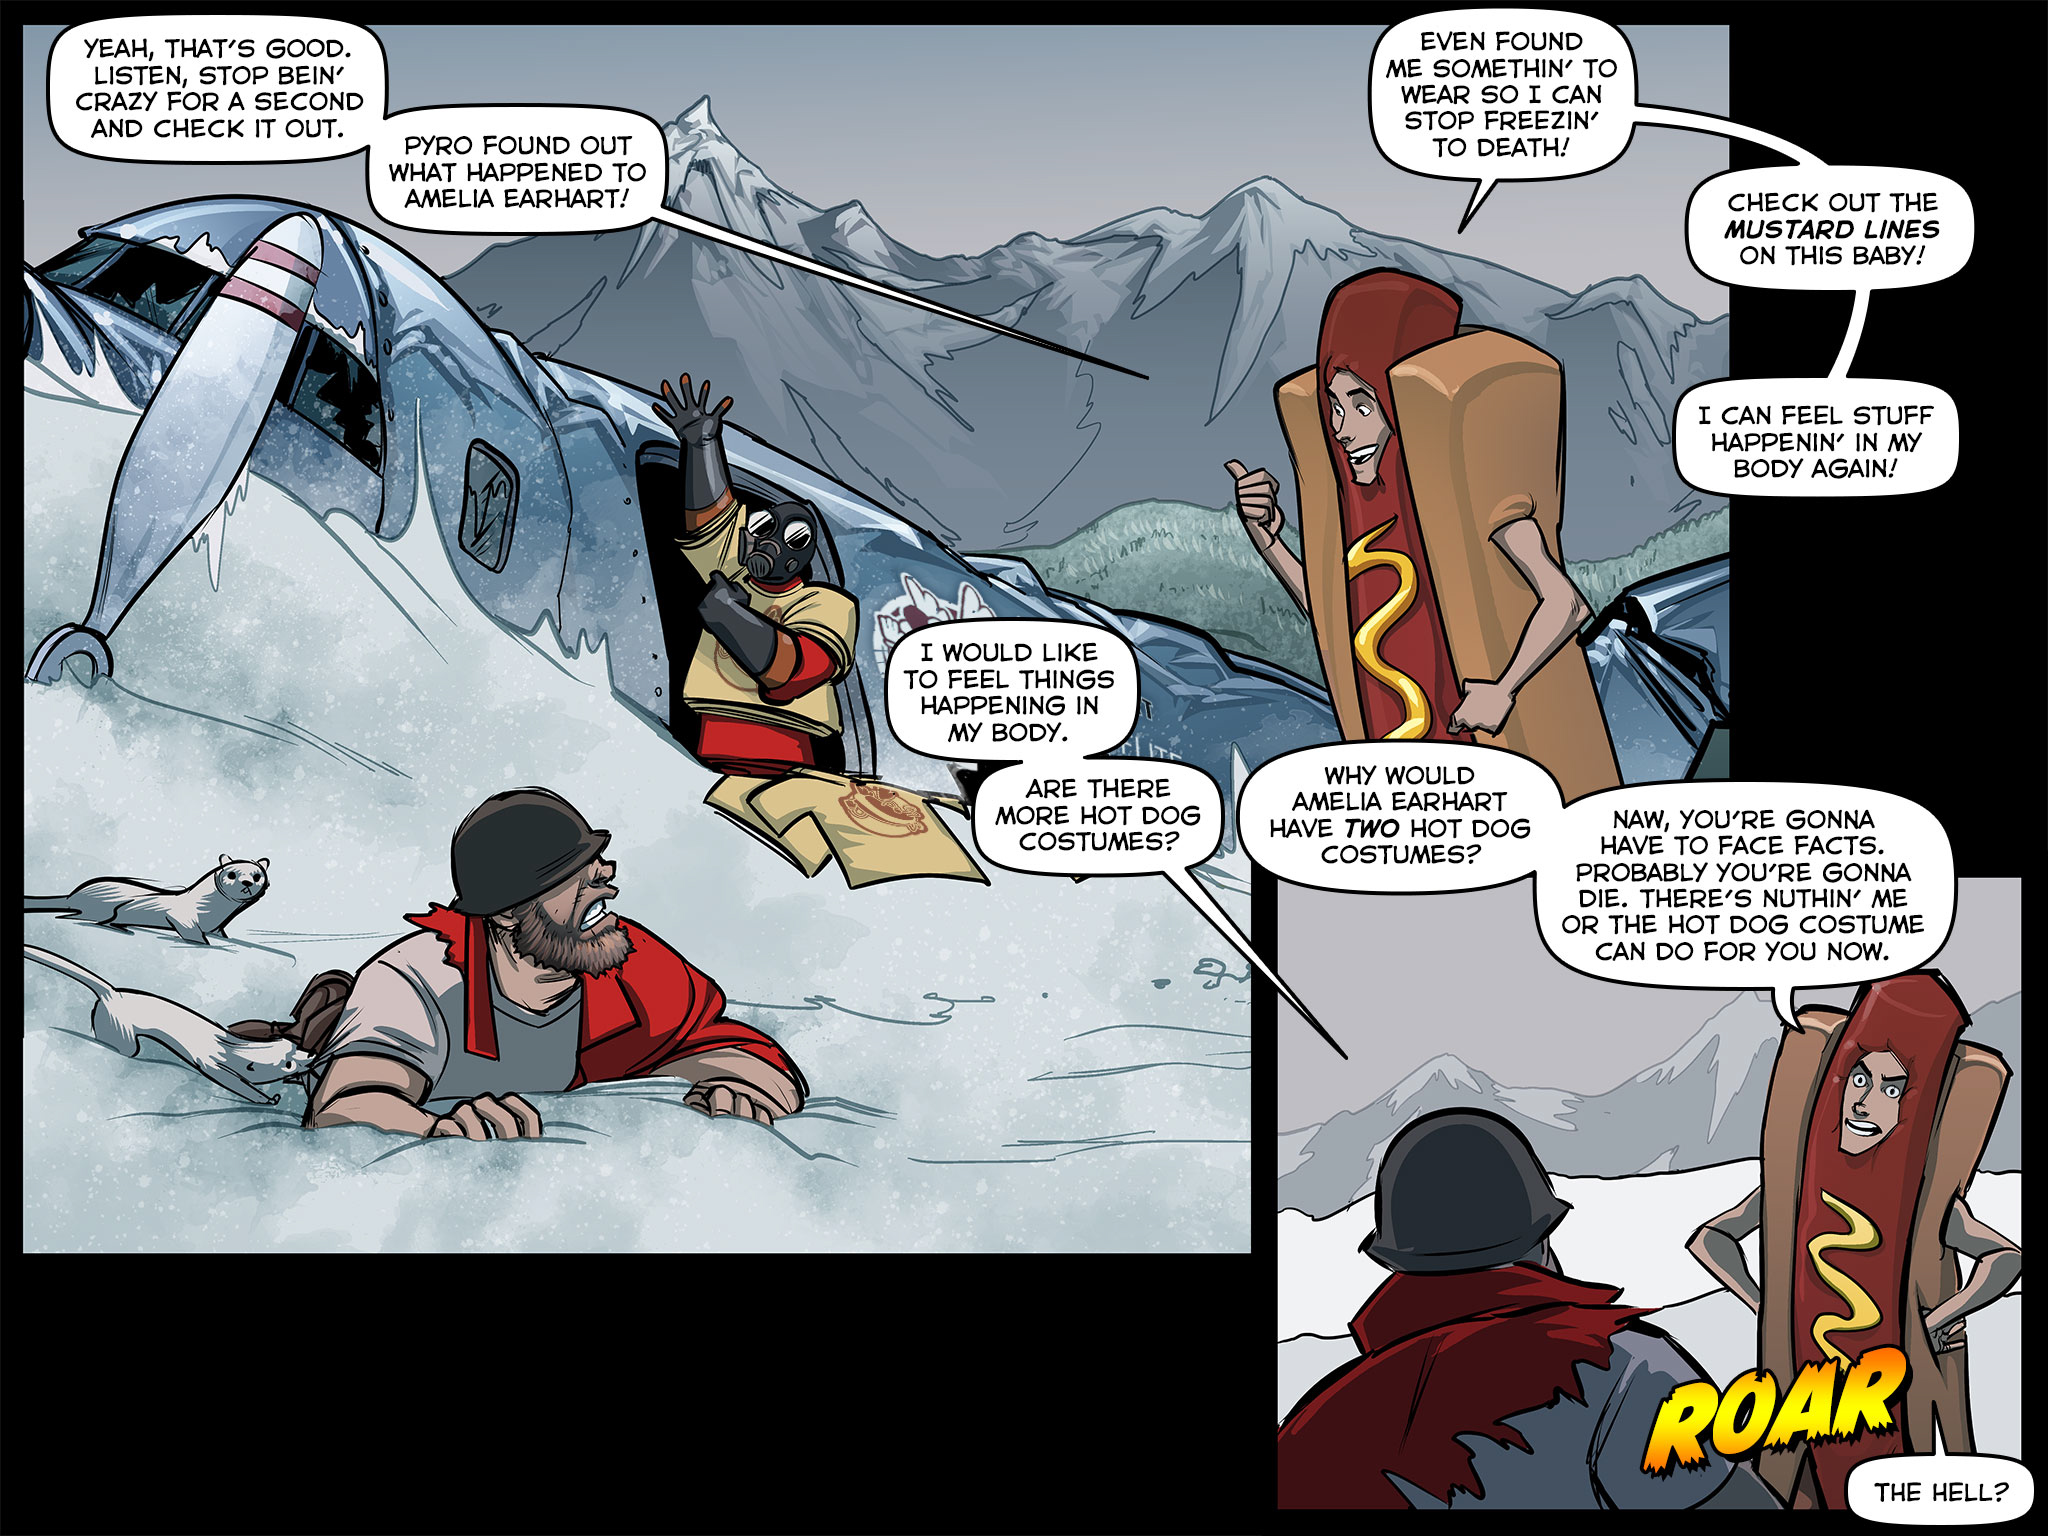 YEAH, THAT'S GOOD.
LISTEN, STOP BEIN'
CRAZY FOR A SECOND
AND CHECK IT OUT.
PYRO FOUND OUT
WHAT HAPPENED TO
AMELIA EARHART!
EVEN FOUND
ME SOMETHIN' TO
WEAR SO I CAN
STOP FREEZIN'
TO DEATH!
CHECK OUT THE
MUSTARD LINES
ON THIS BABY!
I CAN FEEL STUFF
HAPPENIN' IN MY
BODY AGAIN!
I WOULD LIKE
TO FEEL THINGS
HAPPENING IN
MY BODY.
ARE THERE
MORE HOT DOG
COSTUMES?
WHY WOULD
AMELIA EARHART
HAVE TWO HOT DOG
COSTUMES?
NAW, YOU'RE GONNA
HAVE TO FACE FACTS.
PROBABLY YOU'RE GONNA
DIE. THERE'S NUTHIN' ME
OR THE HOT DOG COSTUME
CAN DO FOR YOU NOW.
ROAR
THE HELL?